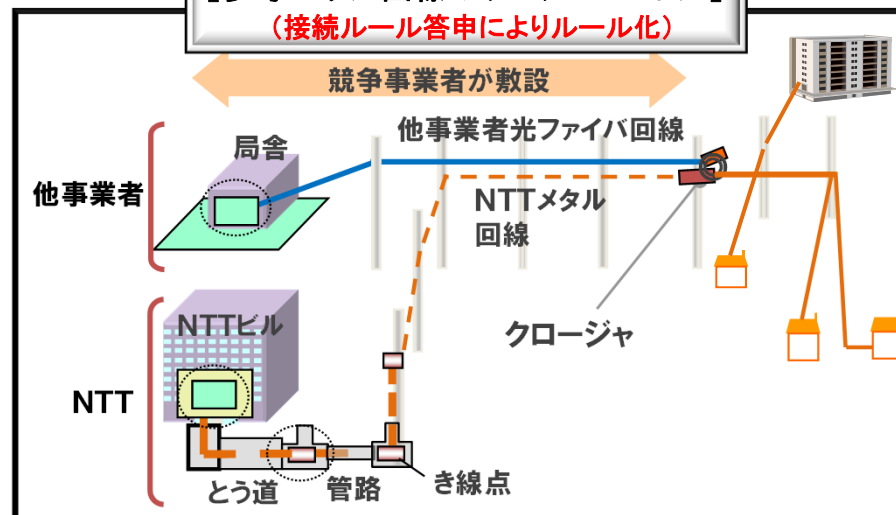 (接続ルール答申によりルール化)
競争事業者が敷設
他事業者光ファイバ回線
局舎
他事業者
NTTメタル
回線
NTTビル
クロージャ
NTT
き線点
とう道
管路